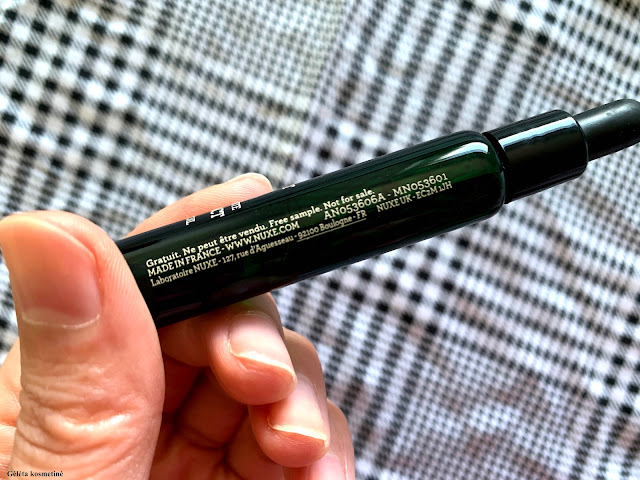 Gratuit. Ne peut être vendu. Free sample. Not for sale.
MADE IN FRANCE - WWW.NUXE.COM AN053606A - MN053601
Laboratoire NUXE - 127, rue d'Aguesseau - 92100 Boulogne - FR NUXE UK - EC2M 1JH
Gėlėta kosmetinė